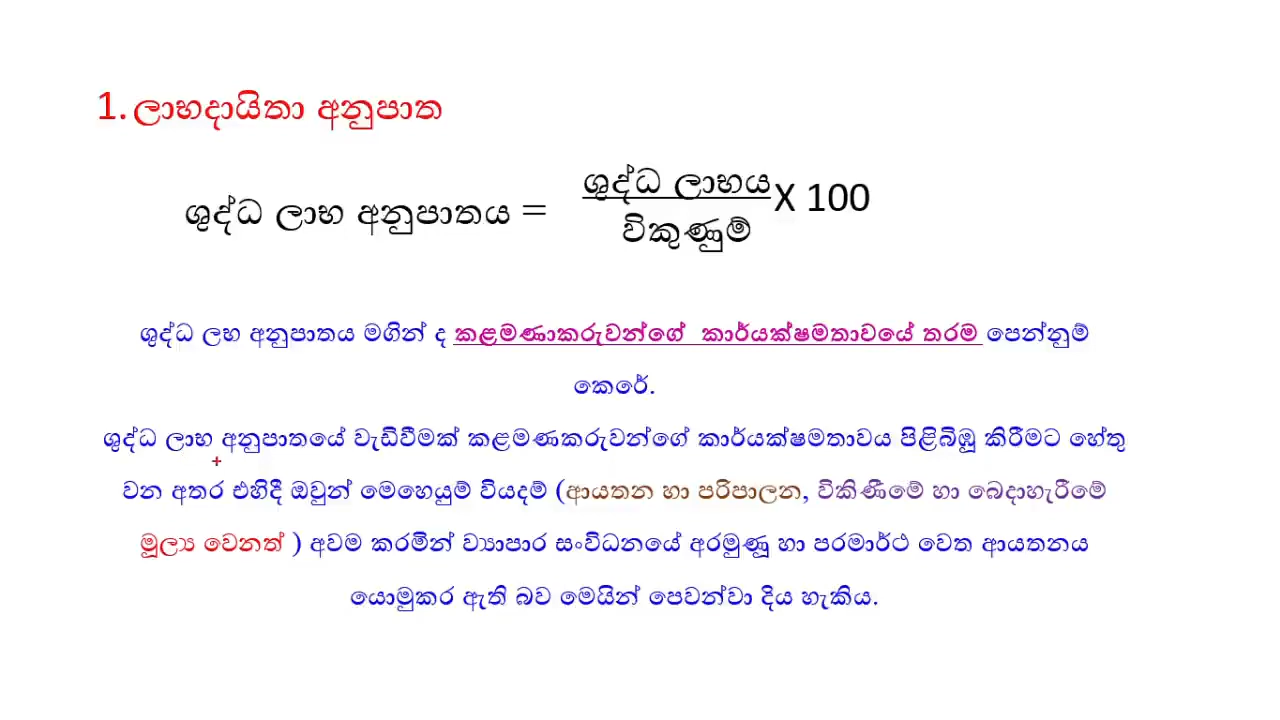 1. ලාභදායිතා අනුපාත
ශුද්ධ ලාභ අනුපාතය = ශුද්ධ ලාභය X 100
විකුණුම්
ශුද්ධ ලභ අනුපාතය මගින් ද කළමණාකරුවන්ගේ කාර්යක්ෂමතාවයේ තරම පෙන්නුම්
කෙරේ.
ශුද්ධ ලාභ අනුපාතයේ වැඩිවීමක් කළමණකරුවන්ගේ කාර්යක්ෂමතාවය පිළිබිඹූ කිරීමට හේතු
වන අතර එහිදී ඔවුන් මෙහෙයුම් වියදම් (ආයතන හා පරිපාලන, විකිණීමේ හා බෙදාහැරීමේ
මූල්‍ය වෙනත් ) අවම කරමින් ව්‍යාපාර සංවිධනයේ අරමුණූ හා පරමාර්ථ වෙත ආයතනය
යොමුකර ඇති බව මෙයින් පෙවන්වා දිය හැකිය.